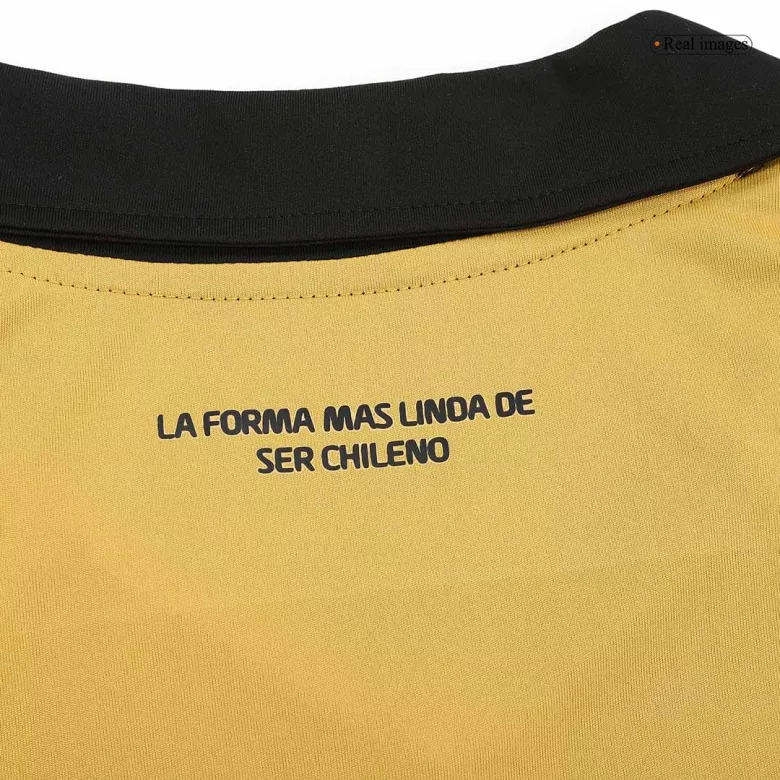 Real images
LA FORMA MAS LINDA DE
SER CHILENO